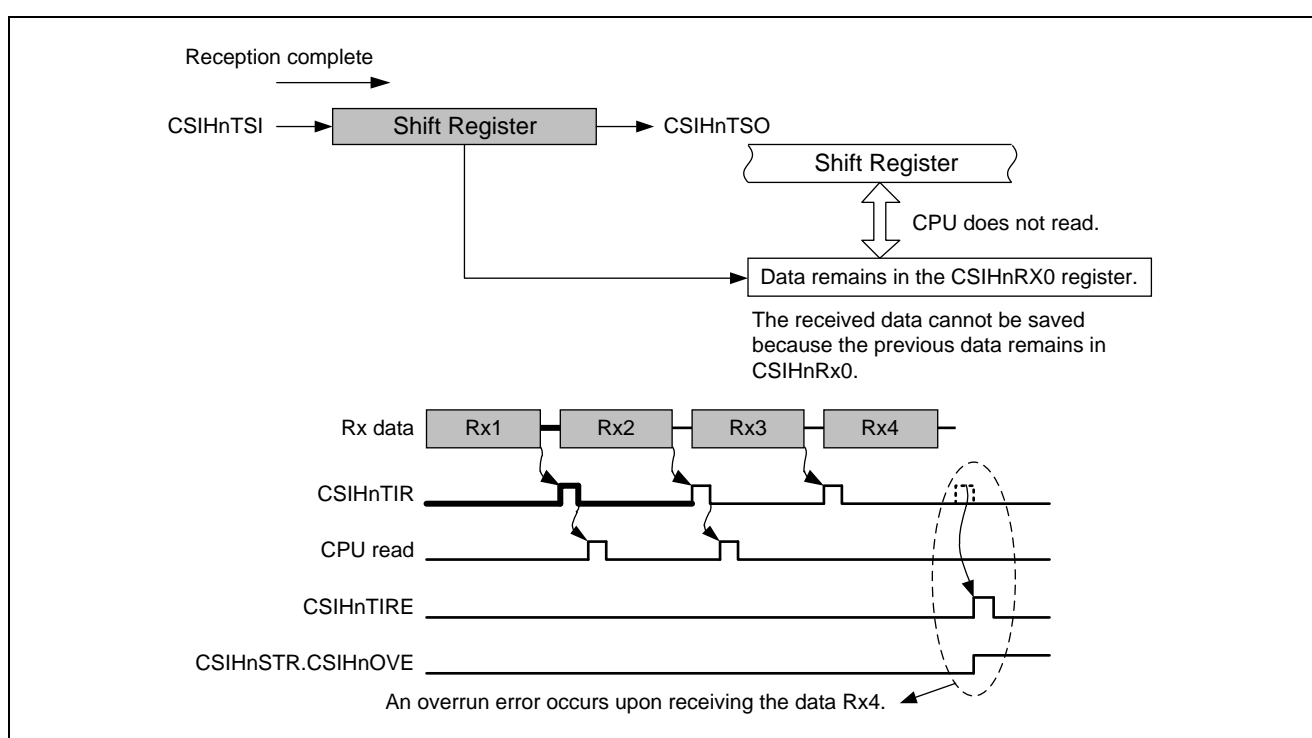 Reception complete
CSIHnTSI
Shift Register
CSIHnTSO
Shift Register
CPU does not read.
Data remains in the CSIHnRX0 register.
The received data cannot be saved
because the previous data remains in
CSIHnRx0.
Rx data
Rx1
Rx2
Rx3
Rx4
CSIHnTIR
CPU read
CSIHnTIRE
CSIHnSTR.CSIHnOVE
An overrun error occurs upon receiving the data Rx4.